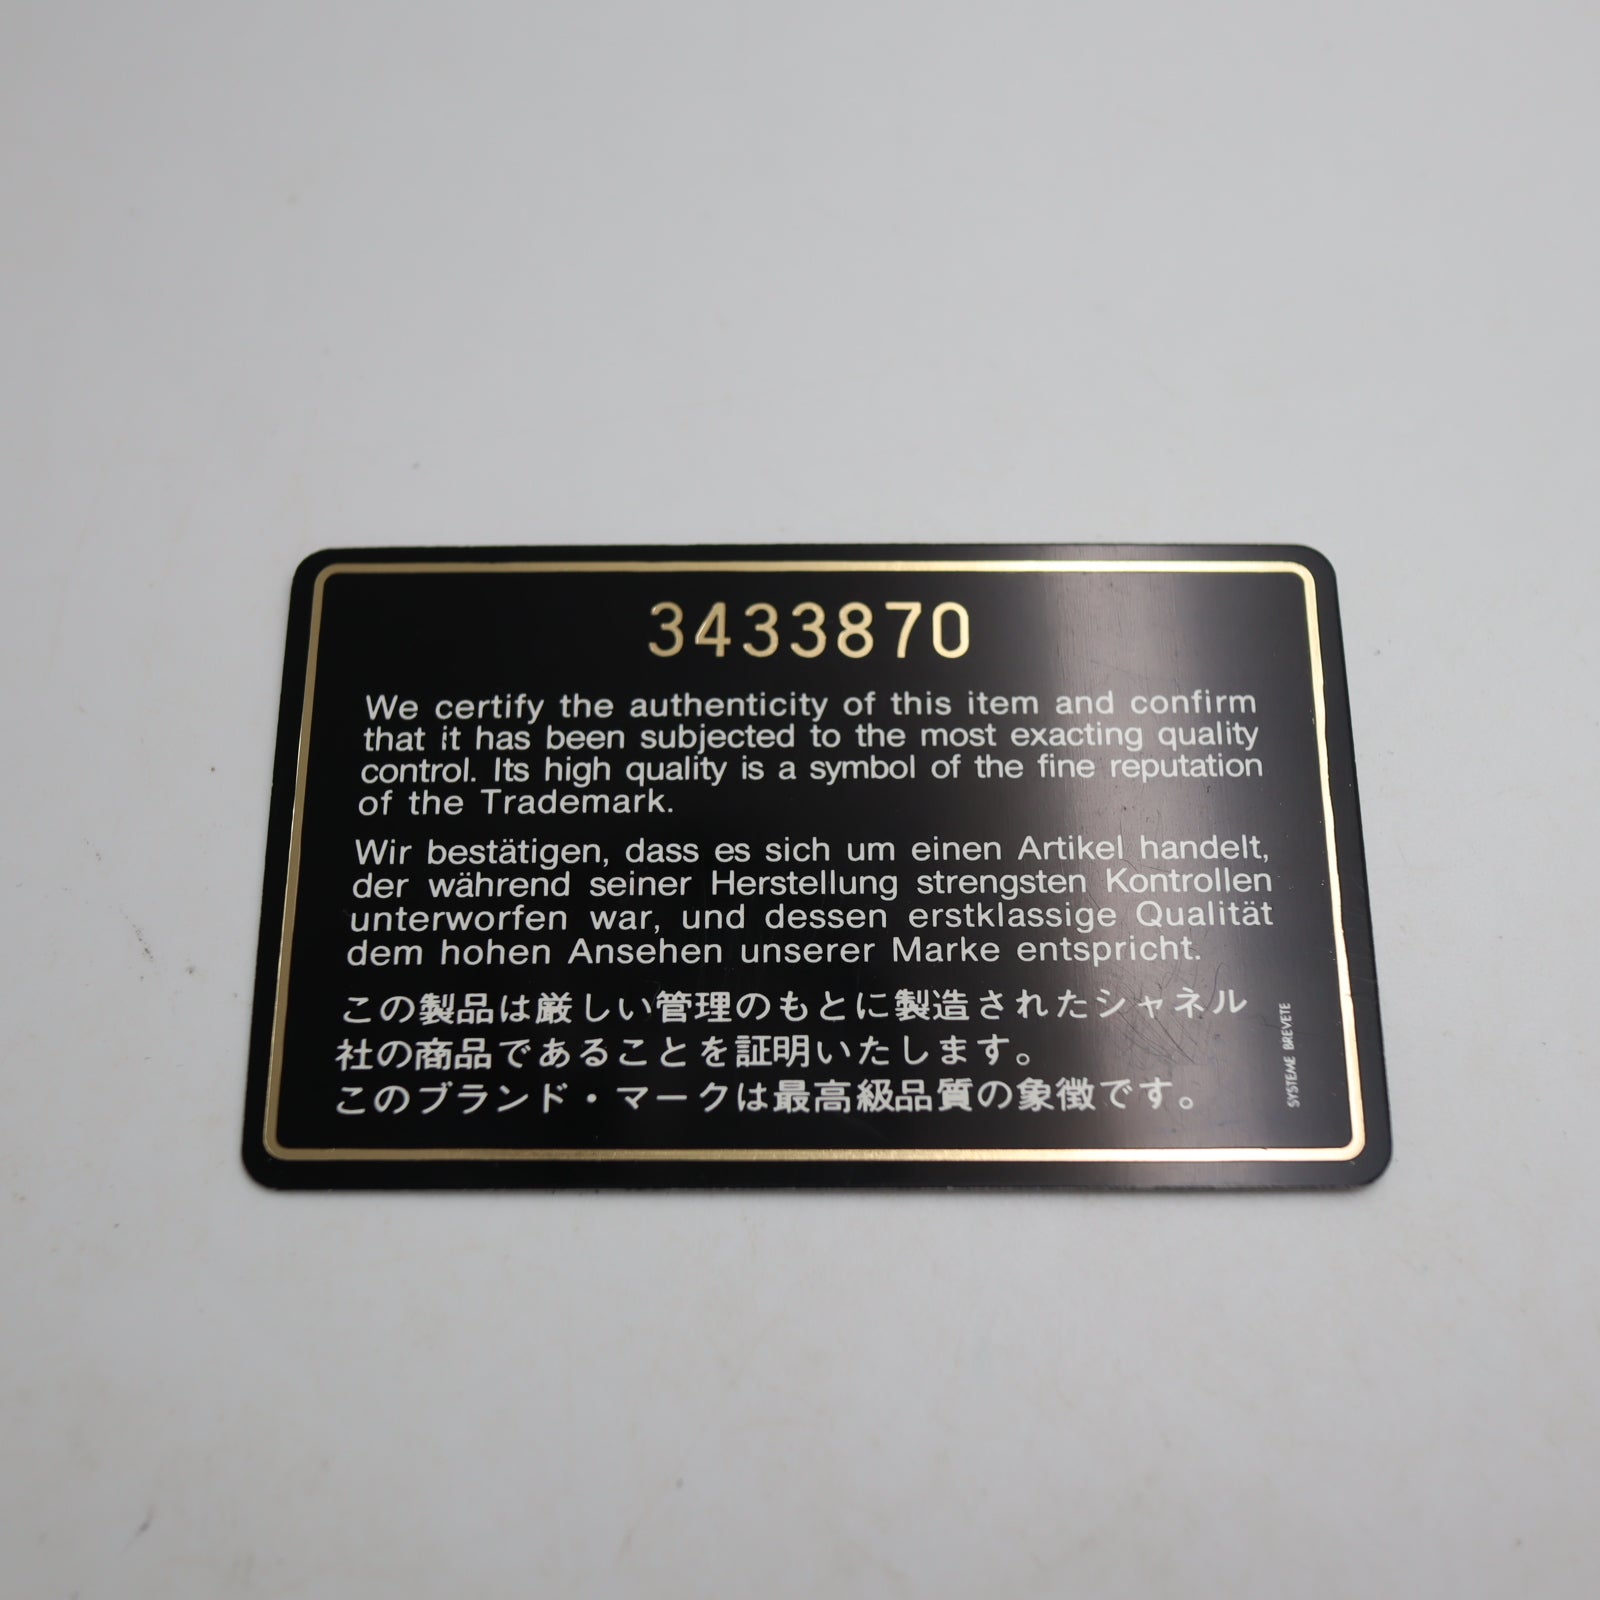 3433870
We certify the authenticity of this item and confirm
that it has been subjected to the most exacting quality
control. Its high quality is a symbol of the fine reputation
of the Trademark.
Wir bestätigen, dass es sich um einen Artikel handelt,
der während seiner Herstellung strengsten Kontrollen
unterworfen war, und dessen erstklassige Qualität
dem hohen Ansehen unserer Marke entspricht.
この製品は厳しい管理のもとに製造されたシャネル
社の商品であることを証明いたします。
このブランド・マークは最高級品質の象徴です。
SYSTEME BREVETE